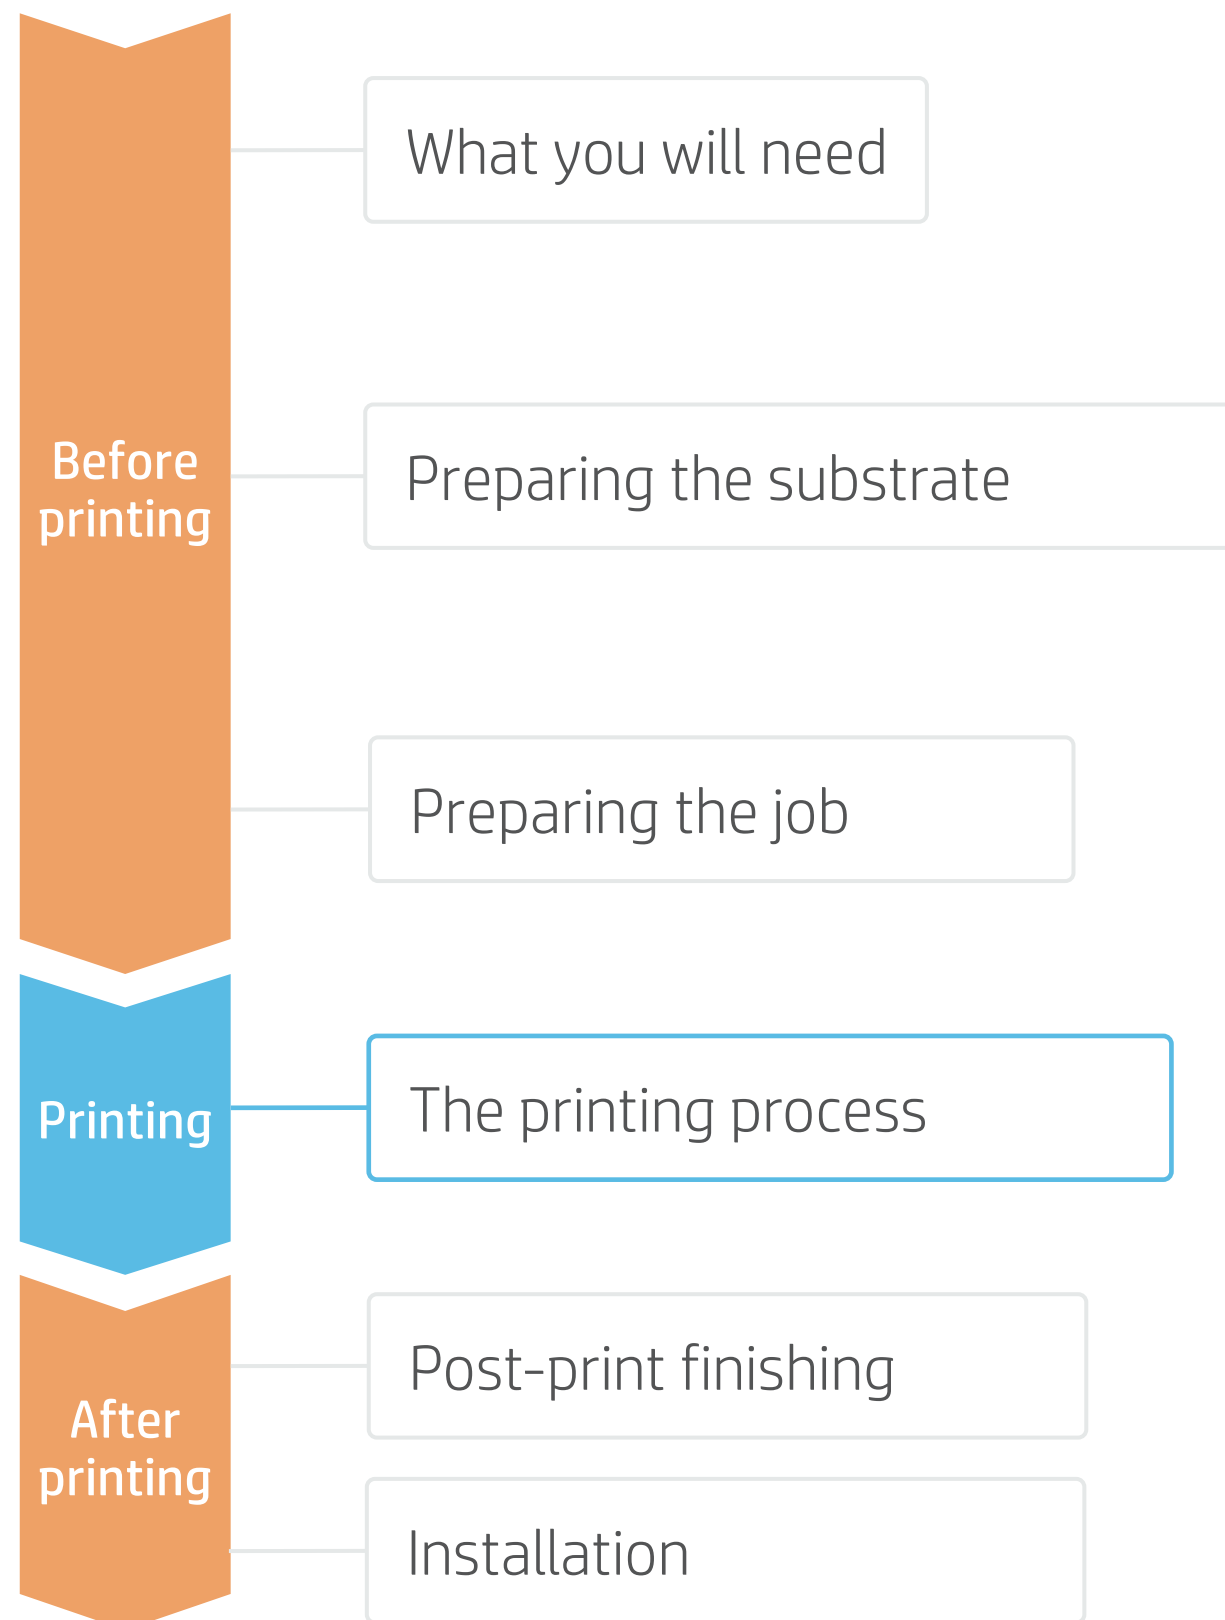 What you will need
Before
printing
Preparing the substrate
Preparing the job
Printing
The printing process
After
printing
Post-print finishing
Installation